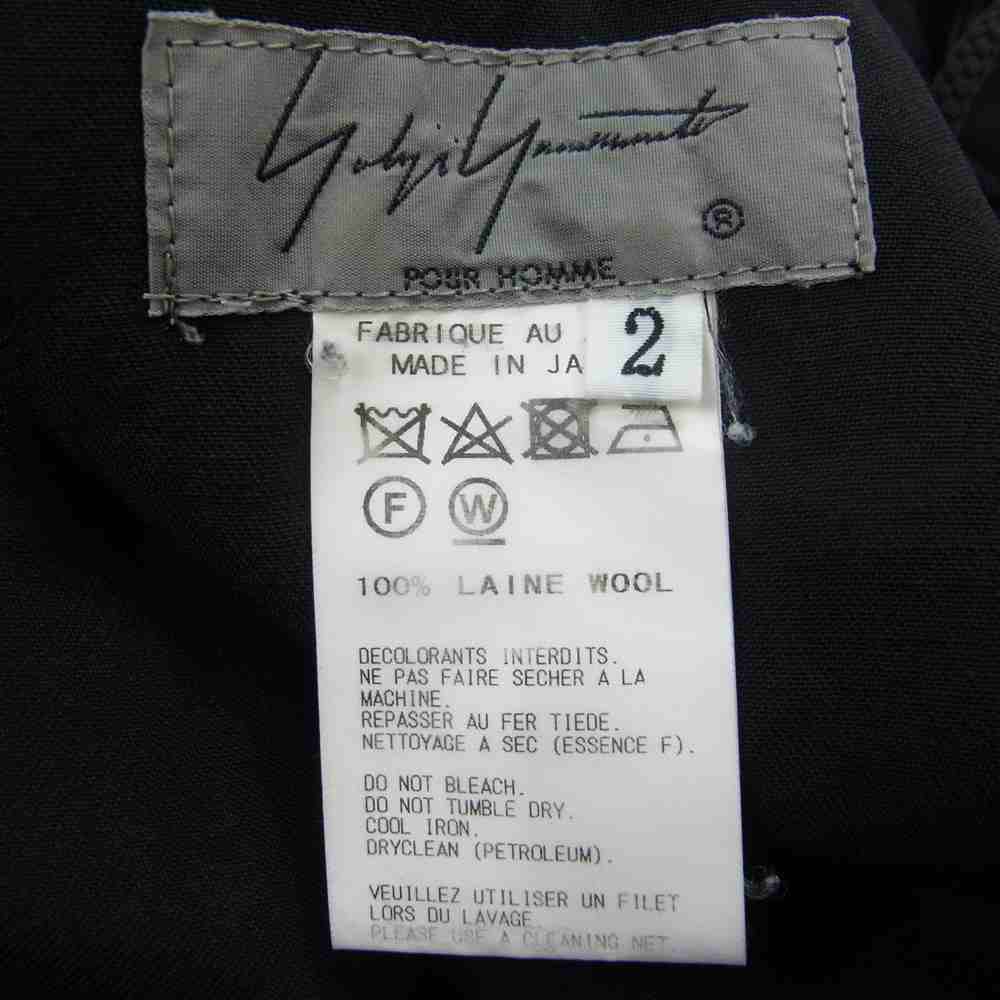 Yohji Yamamoto
®
POUR HOMME
FABRIQUE AU
MADE IN JA
2
F W
100% LAINE WOOL
DECOLORANTS INTERDITS.
NE PAS FAIRE SECHER A LA
MACHINE.
REPASSER AU FER TIEDE.
NETTOYAGE A SEC (ESSENCE F).
DO NOT BLEACH.
DO NOT TUMBLE DRY.
COOL IRON.
DRYCLEAN (PETROLEUM).
VEUILLEZ UTILISER UN FILET
LORS DU LAVAGE.
PLEASE USE A CLEANING NET.